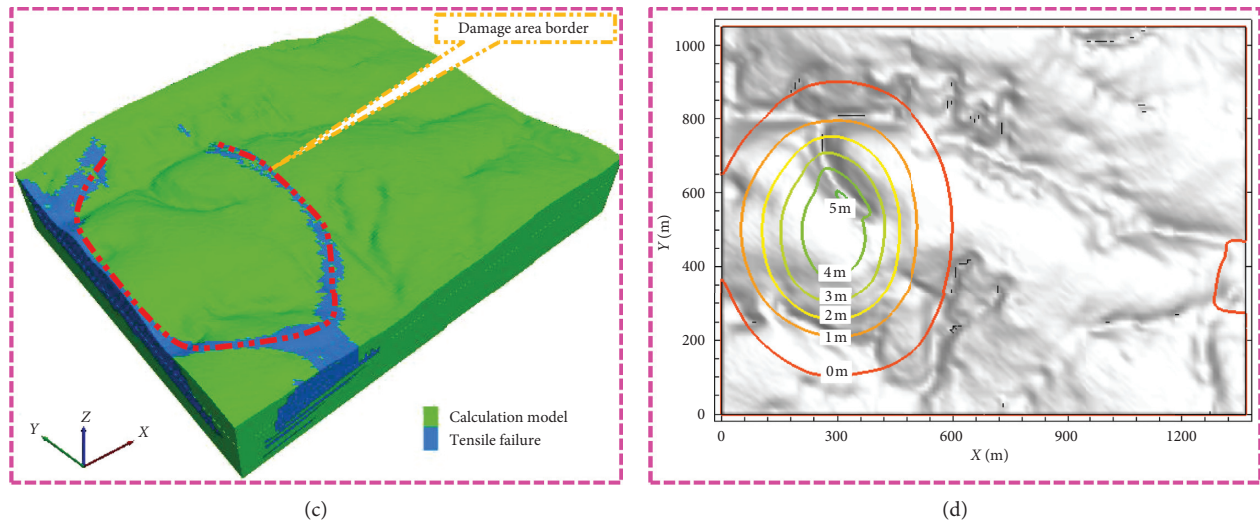 Damage area border
Z
Y
X
Calculation model
Tensile failure
(c)
1000
800
600
400
200
0
Y (m)
5 m
4 m
3 m
2 m
1 m
0 m
0
300
600
900
1200
X (m)
(d)